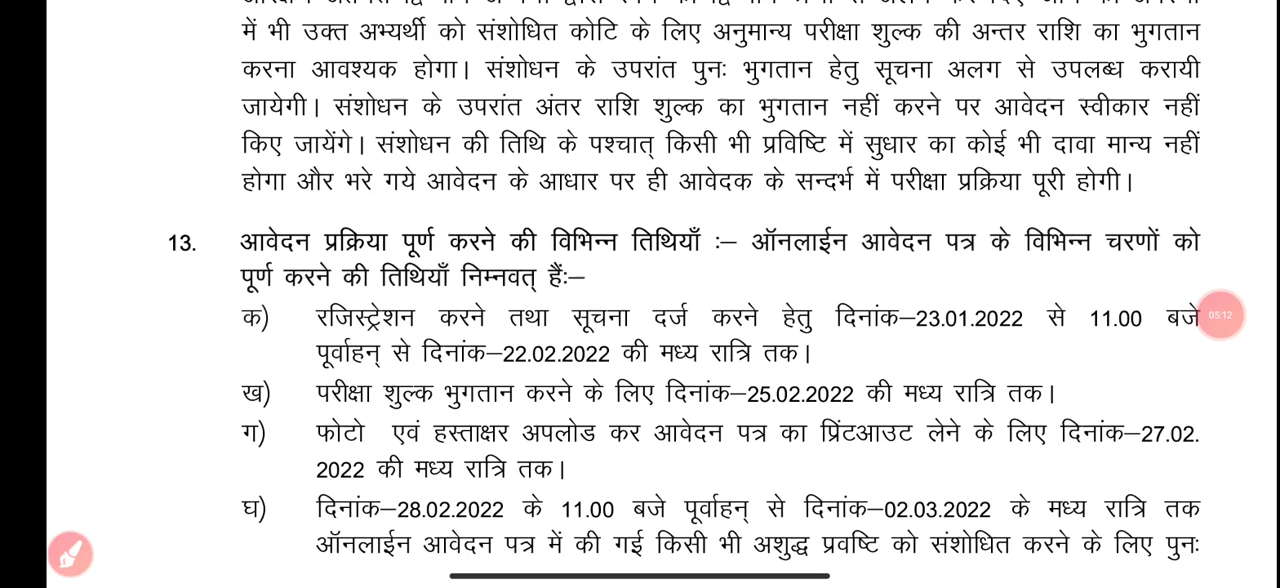 में भी उक्त अभ्यर्थी को संशोधित कोटि के लिए अनुमान्य परीक्षा शुल्क की अन्तर राशि का भुगतान
करना आवश्यक होगा। संशोधन के उपरांत पुनः भुगतान हेतु सूचना अलग से उपलब्ध करायी
जायेगी। संशोधन के उपरांत अंतर राशि शुल्क का भुगतान नहीं करने पर आवेदन स्वीकार नहीं
किए जायेंगे। संशोधन की तिथि के पश्चात् किसी भी प्रविष्टि में सुधार का कोई भी दावा मान्य नहीं
होगा और भरे गये आवेदन के आधार पर ही आवेदक के सन्दर्भ में परीक्षा प्रक्रिया पूरी होगी।
13. आवेदन प्रक्रिया पूर्ण करने की विभिन्न तिथियाँ :– ऑनलाईन आवेदन पत्र के विभिन्न चरणों को
पूर्ण करने की तिथियाँ निम्नवत् हैं:–
क) रजिस्ट्रेशन करने तथा सूचना दर्ज करने हेतु दिनांक–23.01.2022 से 11.00 बजे
05:12
पूर्वाहन् से दिनांक–22.02.2022 की मध्य रात्रि तक।
ख) परीक्षा शुल्क भुगतान करने के लिए दिनांक–25.02.2022 की मध्य रात्रि तक।
ग) फोटो एवं हस्ताक्षर अपलोड कर आवेदन पत्र का प्रिंटआउट लेने के लिए दिनांक–27.02.
2022 की मध्य रात्रि तक।
घ) दिनांक–28.02.2022 के 11.00 बजे पूर्वाहन् से दिनांक–02.03.2022 के मध्य रात्रि तक
ऑनलाईन आवेदन पत्र में की गई किसी भी अशुद्ध प्रवष्टि को संशोधित करने के लिए पुनः